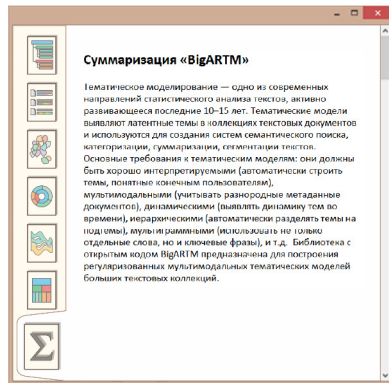 Суммаризация «BigARTM»
Тематическое моделирование — одно из современных
направлений статистического анализа текстов, активно
развивающееся последние 10–15 лет. Тематические модели
выявляют латентные темы в коллекциях текстовых документов
и используются для создания систем семантического поиска,
категоризации, суммаризации, сегментации текстов.
Основные требования к тематическим моделям: они должны
быть хорошо интерпретируемыми (автоматически строить
темы, понятные конечным пользователям),
мультимодальными (учитывать разнородные метаданные
документов), динамическими (выявлять динамику тем во
времени), иерархическими (автоматически разделять темы на
подтемы), мультиграммными (использовать не только
отдельные слова, но и ключевые фразы), и т.д. Библиотека с
открытым кодом BigARTM предназначена для построения
регуляризованных мультимодальных тематических моделей
больших текстовых коллекций.
Σ